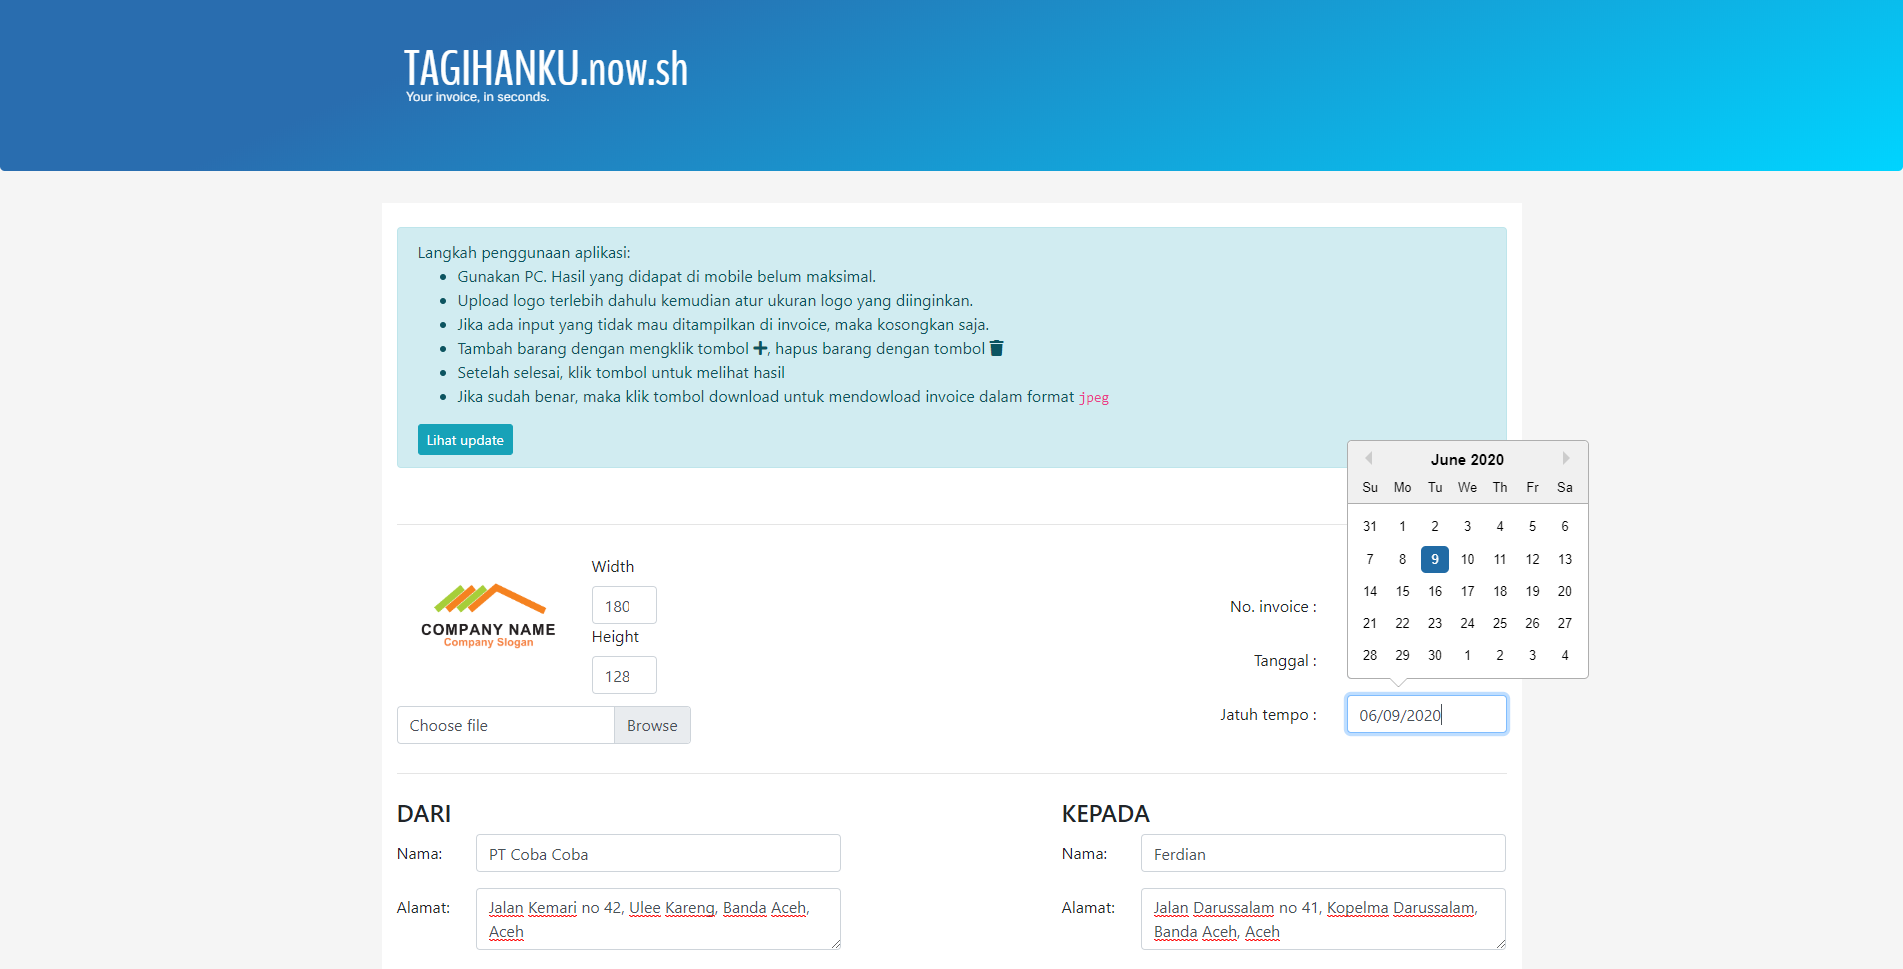 TAGIHANKU.now.sh
Your invoice, in seconds.
Langkah penggunaan aplikasi:
Gunakan PC. Hasil yang didapat di mobile belum maksimal.
Upload logo terlebih dahulu kemudian atur ukuran logo yang diinginkan.
Jika ada input yang tidak mau ditampilkan di invoice, maka kosongkan saja.
Tambah barang dengan mengklik tombol +, hapus barang dengan tombol
Setelah selesai, klik tombol untuk melihat hasil
Jika sudah benar, maka klik tombol download untuk mendowload invoice dalam format jpeg
Lihat update
June 2020
Su Mo Tu We Th Fr Sa
31 1 2 3 4 5 6
7 8 9 10 11 12 13
14 15 16 17 18 19 20
21 22 23 24 25 26 27
28 29 30 1 2 3 4
COMPANY NAME
Company Slogan
Width
180
Height
128
Choose file Browse
No. invoice :
Tanggal :
Jatuh tempo : 06/09/2020
DARI
Nama: PT Coba Coba
Alamat: Jalan Kemari no 42, Ulee Kareng, Banda Aceh,
Aceh
KEPADA
Nama: Ferdian
Alamat: Jalan Darussalam no 41, Kopelma Darussalam,
Banda Aceh, Aceh